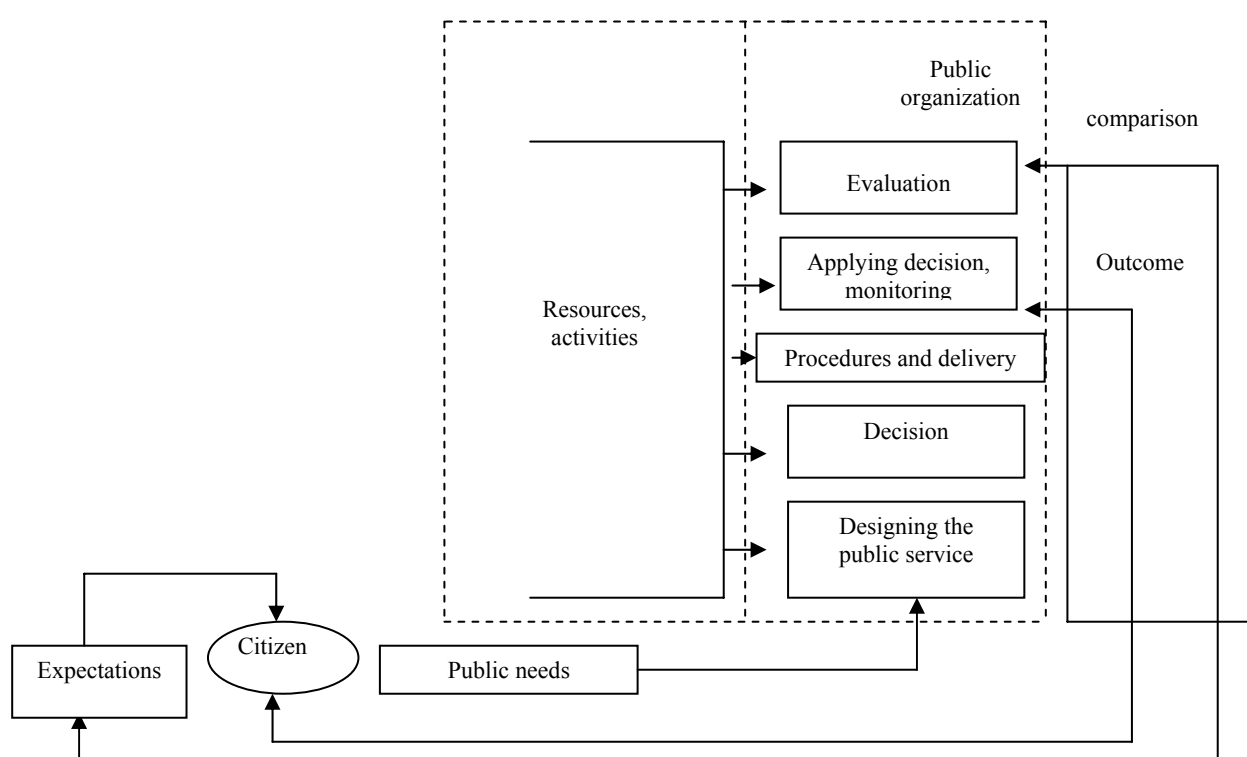 Public
organization
comparison
Evaluation
Applying decision,
monitoring
Outcome
Resources,
activities
Procedures and delivery
Decision
Designing the
public service
Citizen
Expectations
Public needs